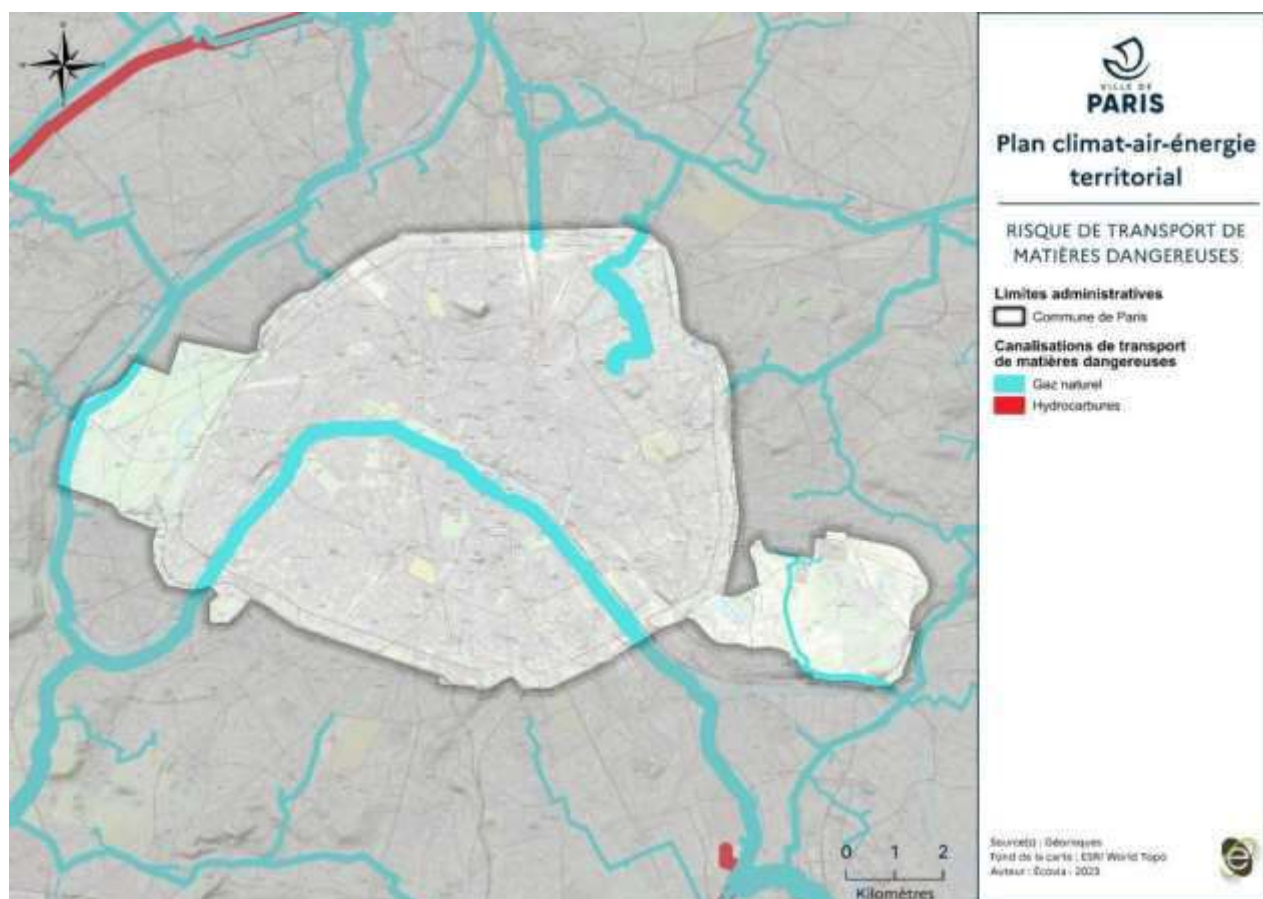 VILLE DE
PARIS
Plan climat-air-énergie
territorial
RISQUE DE TRANSPORT DE
MATIÈRES DANGEREUSES
Limites administratives
Commune de Paris
Canalisations de transport
de matières dangereuses
Gaz naturel
Hydrocarbures
0 1 2
Kilomètres
Source(s) : Géorisques
Fond de la carte : ESRI World Topo
Auteur : Ecovia - 2023